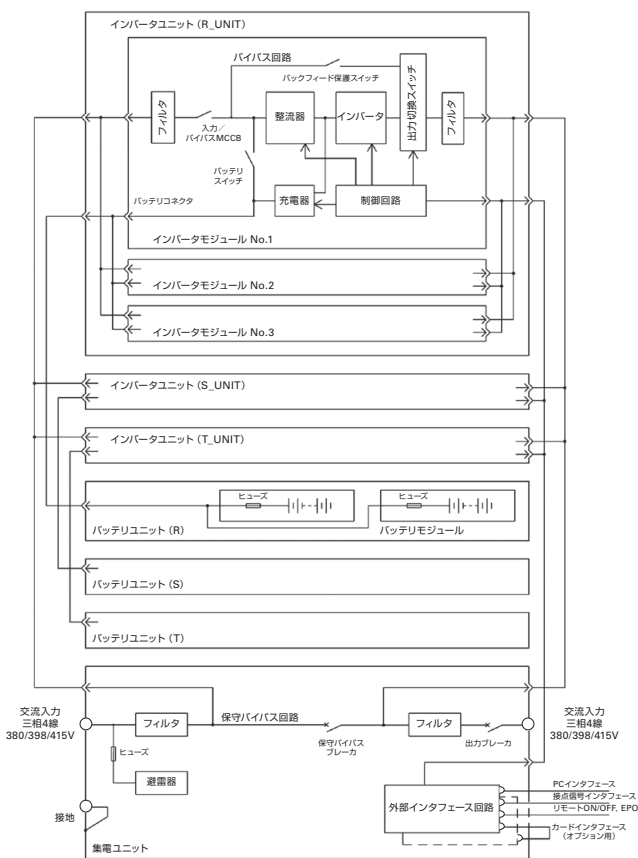 インバータユニット (R_UNIT)
バイパス回路
バックフィード保護スイッチ
フィルタ
入力／
バイパスMCCB
整流器
インバータ
出力切換スイッチ
フィルタ
バッテリ
スイッチ
バッテリコネクタ
充電器
制御回路
インバータモジュール No.1
インバータモジュール No.2
インバータモジュール No.3
インバータユニット (S_UNIT)
インバータユニット (T_UNIT)
ヒューズ
ヒューズ
バッテリユニット (R)
バッテリモジュール
バッテリユニット (S)
バッテリユニット (T)
交流入力
三相4線
380/398/415V
フィルタ
保守バイパス回路
保守バイパス
ブレーカ
フィルタ
出力ブレーカ
交流入力
三相4線
380/398/415V
ヒューズ
避雷器
接地
外部インタフェース回路
PCインタフェース
接点信号インタフェース
リモートON/OFF, EPO
カードインタフェース
（オプション用）
集電ユニット